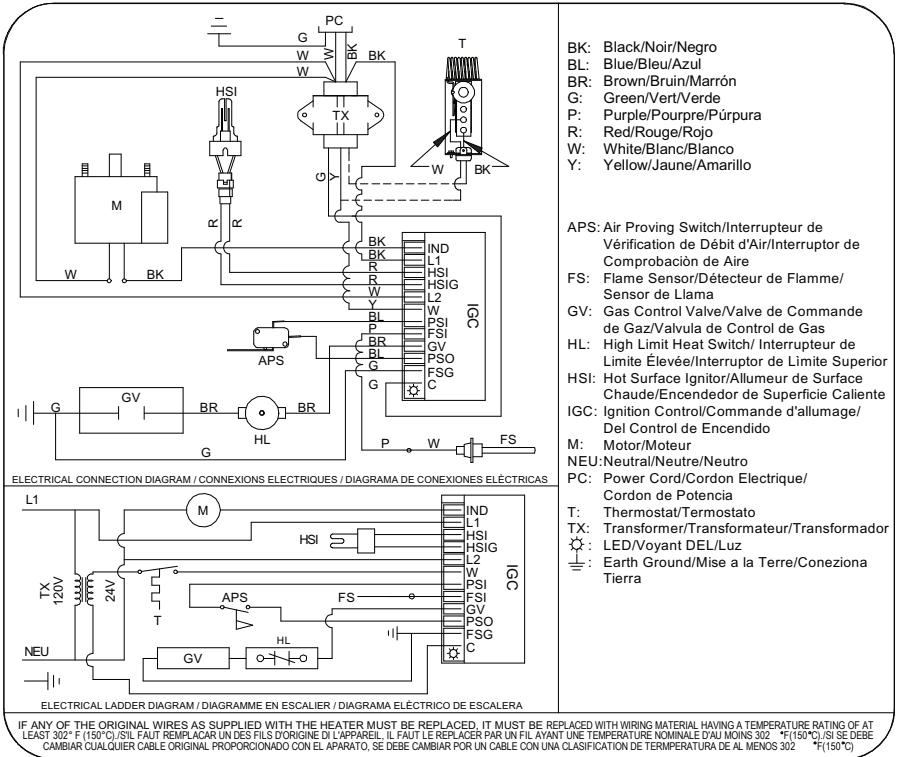 PC
G
W
W
W
BK
BK
T
HSI
TX
W
BK
G
Y
R
R
M
W
BK
BK
BK
R
R
W
Y
BL
P
BR
BL
G
G
IND
L1
HSI
HSIG
L2
W
PSI
FSI
GV
PSO
FSG
C
IGC
APS
GV
G
BR
BR
HL
G
P
W
FS
ELECTRICAL CONNECTION DIAGRAM / CONNEXIONS ELECTRIQUES / DIAGRAMA DE CONEXIONES ELÈCTRICAS
L1
M
HSI
TX
120V
24V
T
APS
FS
HL
GV
NEU
IND
L1
HSI
HSIG
L2
W
PSI
FSI
GV
PSO
FSG
C
IGC
ELECTRICAL LADDER DIAGRAM / DIAGRAMME EN ESCALIER / DIAGRAMA ELÈCTRICO DE ESCALERA
BK: Black/Noir/Negro
BL: Blue/Bleu/Azul
BR: Brown/Bruin/Marrón
G: Green/Vert/Verde
P: Purple/Pourpre/Púrpura
R: Red/Rouge/Rojo
W: White/Blanc/Blanco
Y: Yellow/Jaune/Amarillo
APS: Air Proving Switch/Interrupteur de
Vérification de Débit d'Air/Interruptor de
Comprobaciòn de Aire
FS: Flame Sensor/Détecteur de Flamme/
Sensor de Llama
GV: Gas Control Valve/Valve de Commande
de Gaz/Valvula de Control de Gas
HL: High Limit Heat Switch/ Interrupteur de
Limite Élevée/Interruptor de Lìmite Superior
HSI: Hot Surface Ignitor/Allumeur de Surface
Chaude/Encendedor de Superficie Caliente
IGC: Ignition Control/Commande d'allumage/
Del Control de Encendido
M: Motor/Moteur
NEU:Neutral/Neutre/Neutro
PC: Power Cord/Cordon Electrique/
Cordon de Potencia
T: Thermostat/Termostato
TX: Transformer/Transformateur/Transformador
: LED/Voyant DEL/Luz
: Earth Ground/Mise a la Terre/Coneziona
Tierra
IF ANY OF THE ORIGINAL WIRES AS SUPPLIED WITH THE HEATER MUST BE REPLACED, IT MUST BE REPLACED WITH WIRING MATERIAL HAVING A TEMPERATURE RATING OF AT
LEAST 302° F (150°C)./S'IL FAUT REMPLACAR UN DES FILS D'ORIGINE DI L'APPAREIL, IL FAUT LE REPLACER PAR UN FIL AYANT UNE TEMPERATURE NOMINALE D'AU MOINS 302 °F(150°C)./SI SE DEBE
CAMBIAR CUALQUIER CABLE ORIGINAL PROPORCIONADO CON EL APARATO, SE DEBE CAMBIAR POR UN CABLE CON UNA CLASIFICATION DE TERMPERATURA DE AL MENOS 302 °F(150°C)